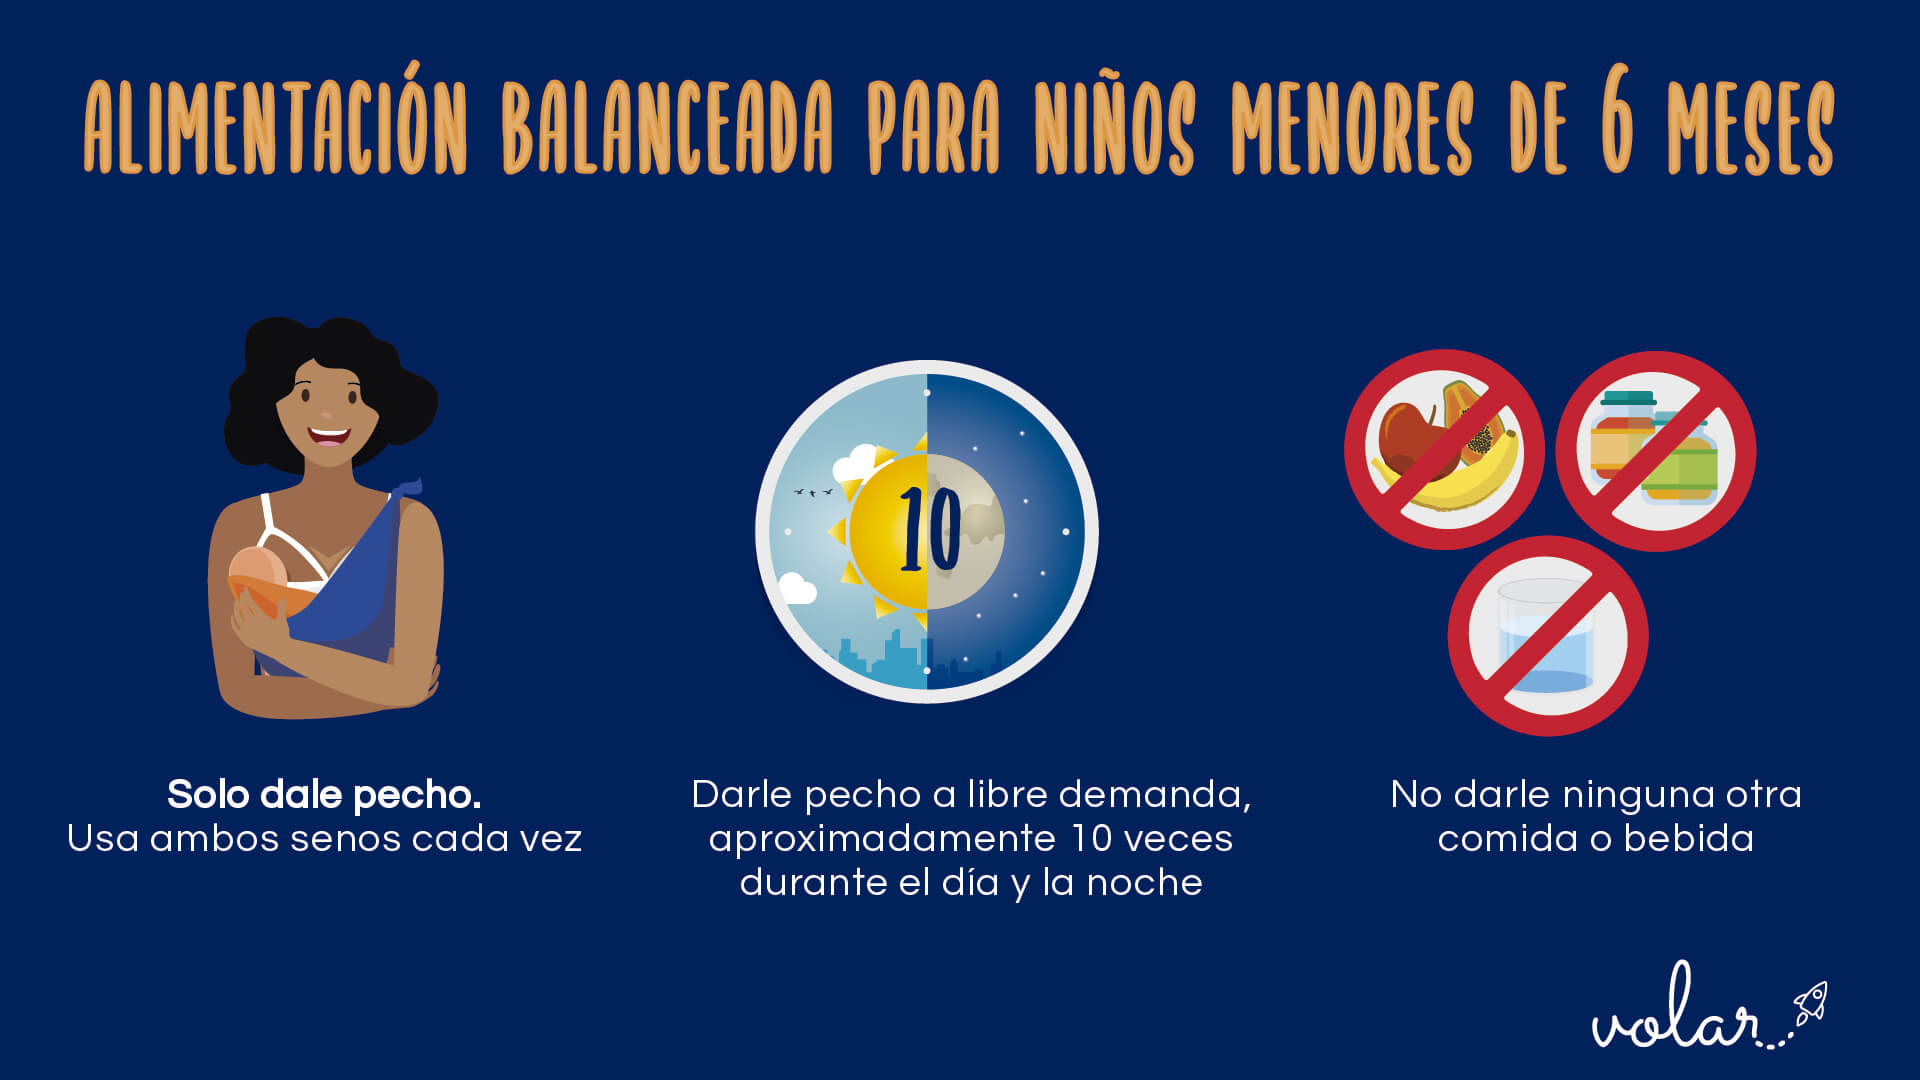 ALIMENTACIÓN BALANCEADA PARA NIÑOS MENORES DE 6 MESES
10
Solo dale pecho.
Usa ambos senos cada vez
Darle pecho a libre demanda,
aproximadamente 10 veces
durante el día y la noche
No darle ninguna otra
comida o bebida
volar